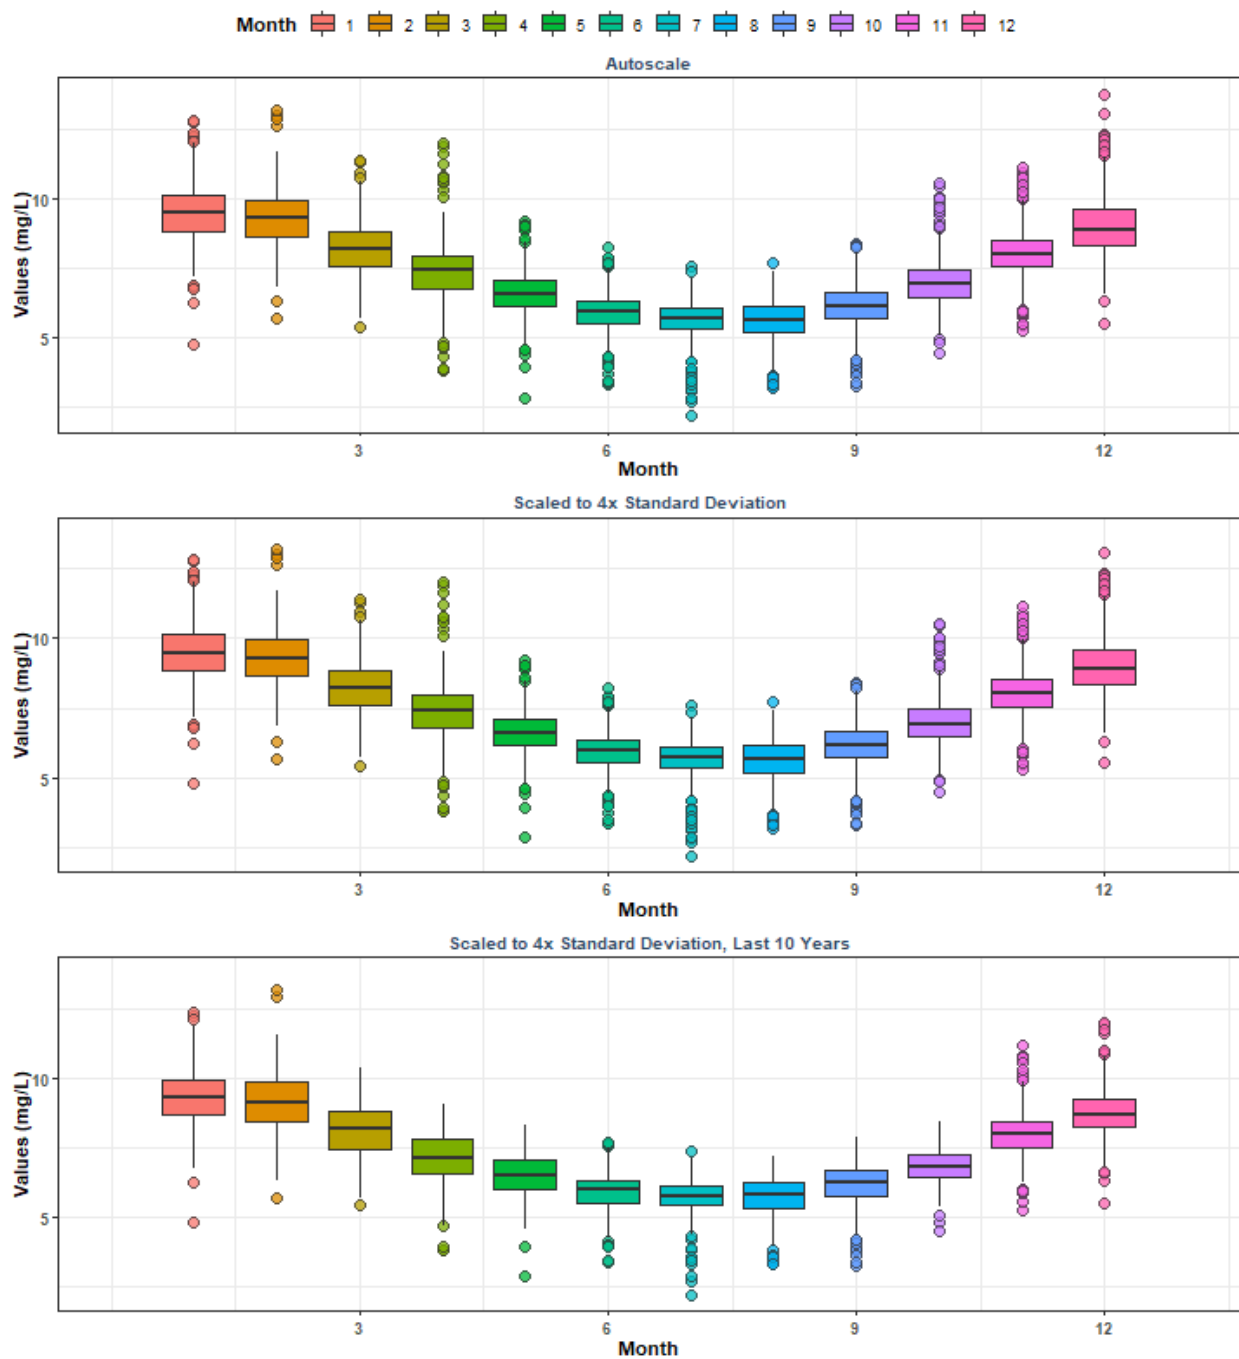 Month 1 2 3 4 5 6 7 8 9 10 11 12
Autoscale
Values (mg/L)
10
5
3 6 9 12
Month
Scaled to 4x Standard Deviation
Values (mg/L)
10
5
3 6 9 12
Month
Scaled to 4x Standard Deviation, Last 10 Years
Values (mg/L)
10
5
3 6 9 12
Month